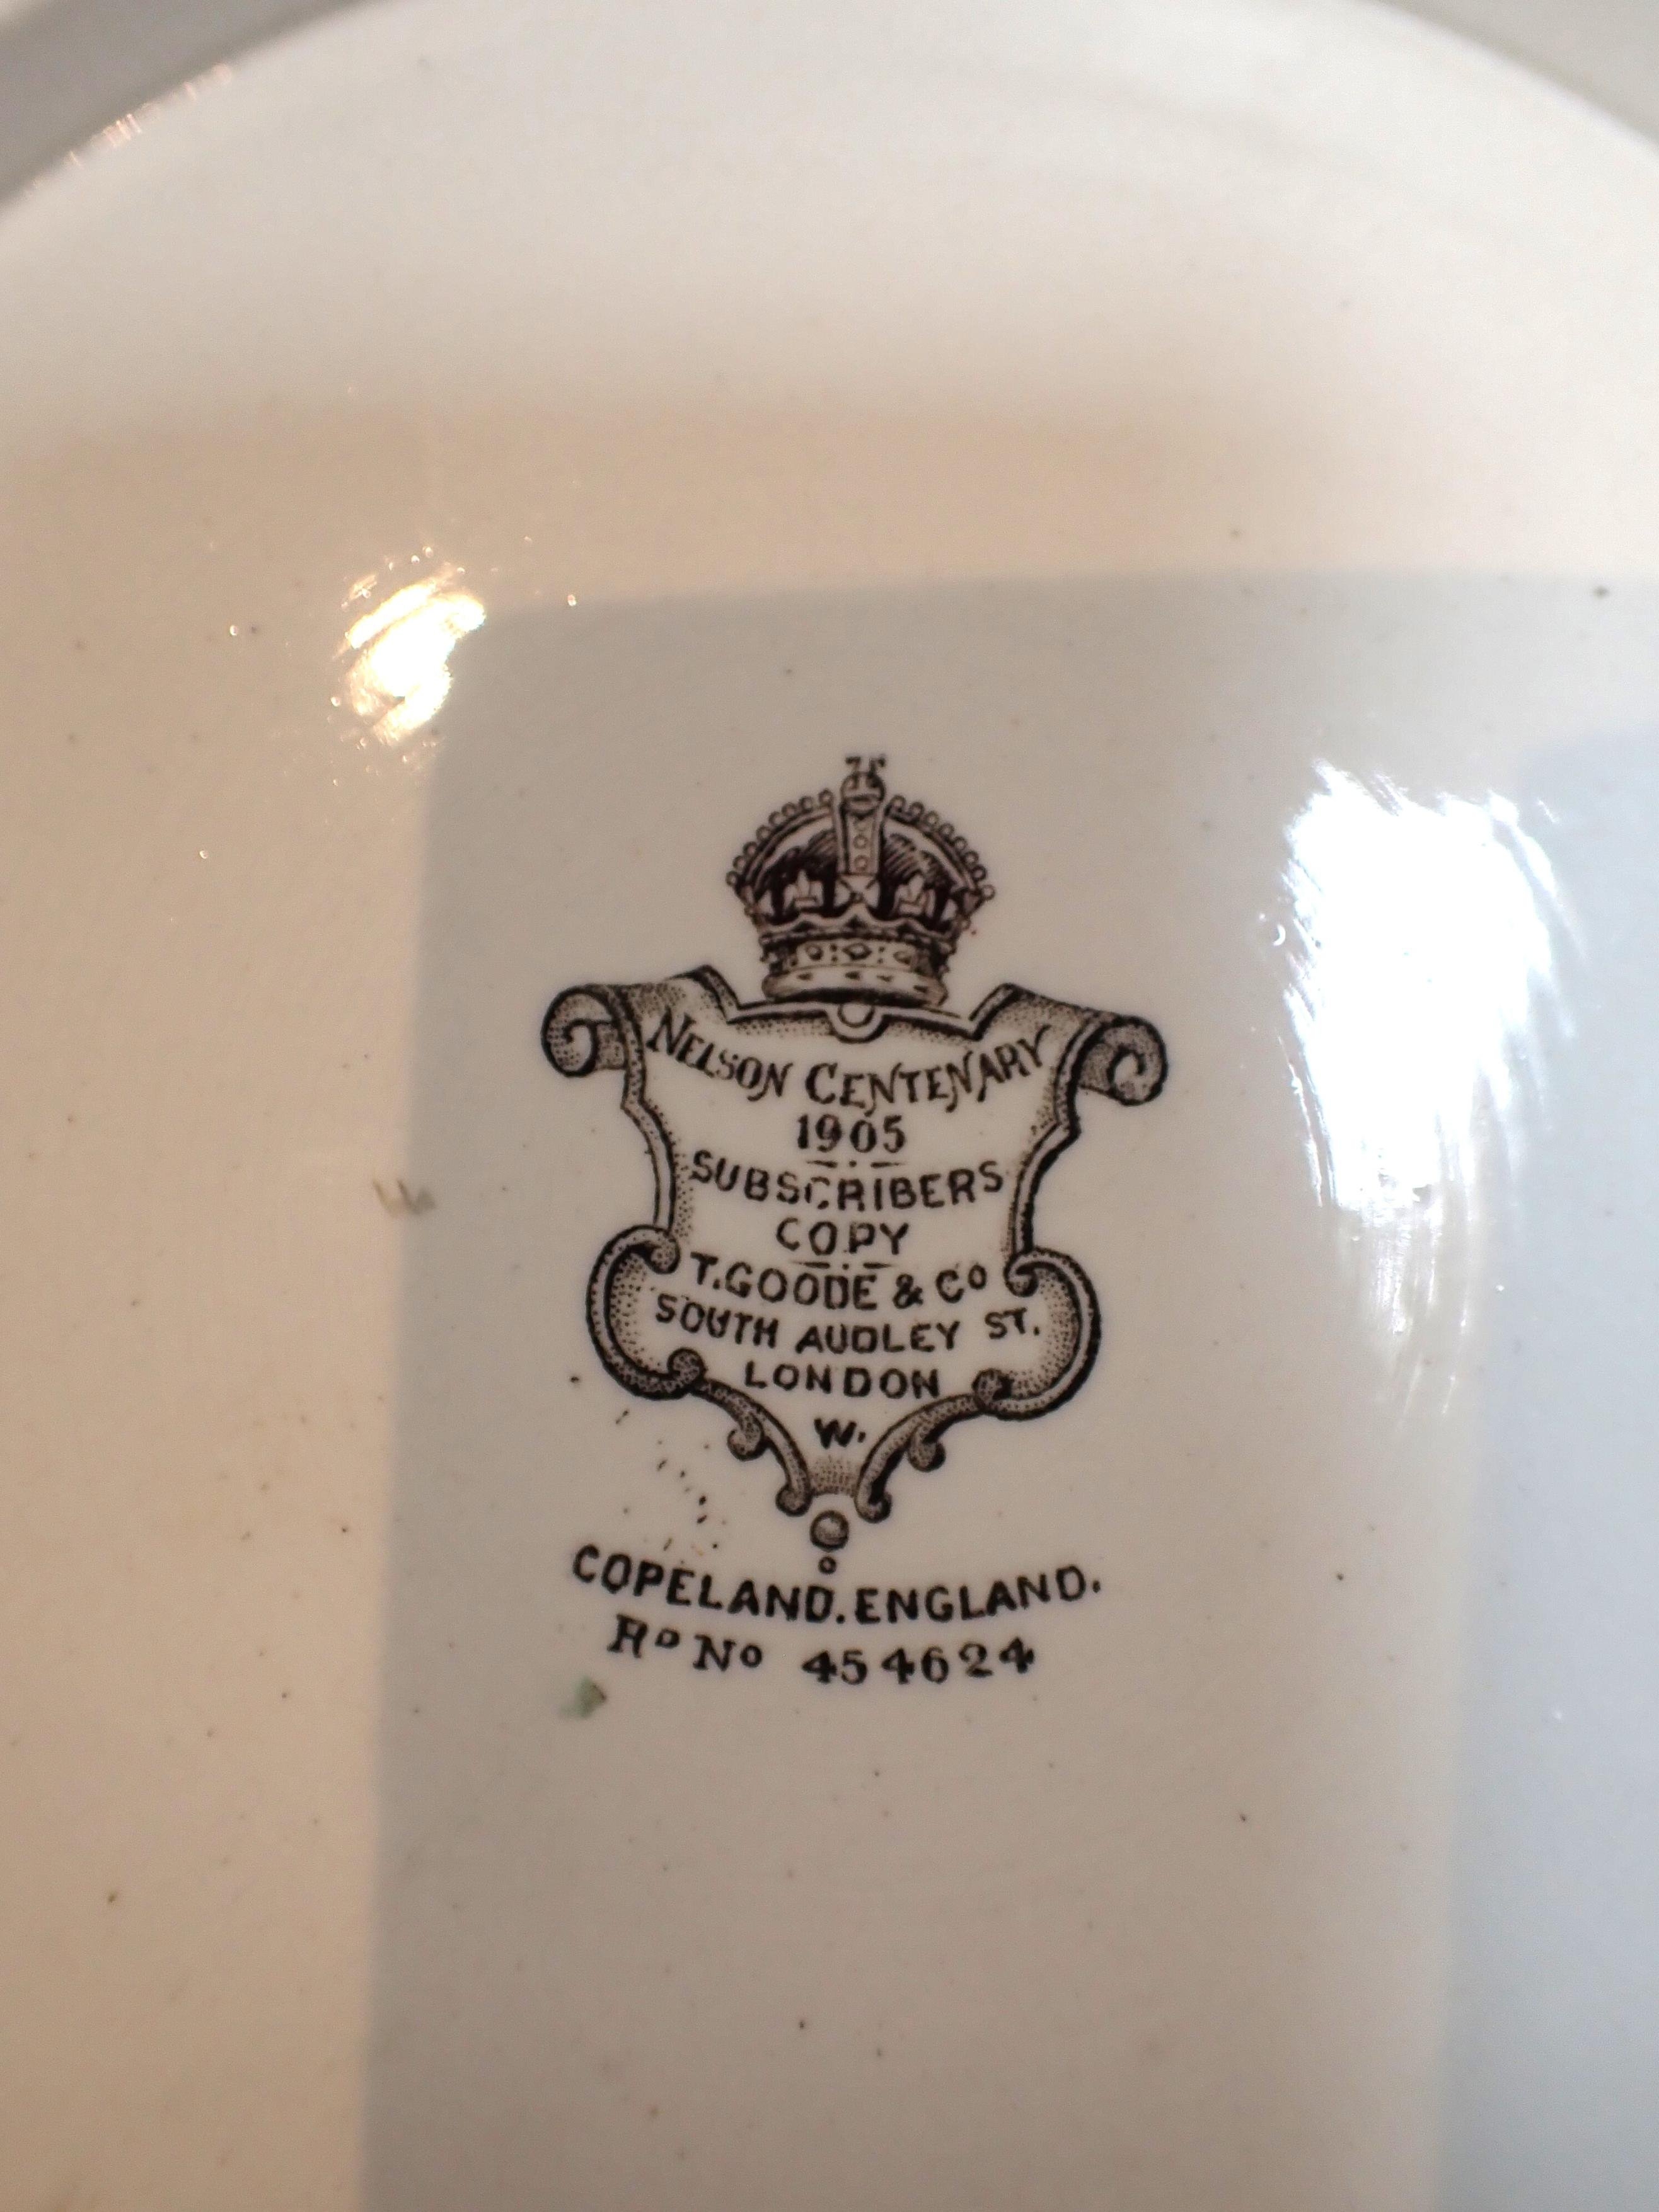 NELSON CENTENARY
1905
SUBSCRIBERS
COPY
T. GOODE & Co
SOUTH AUDLEY ST.
LONDON
W.
COPELAND. ENGLAND.
RD No 454624